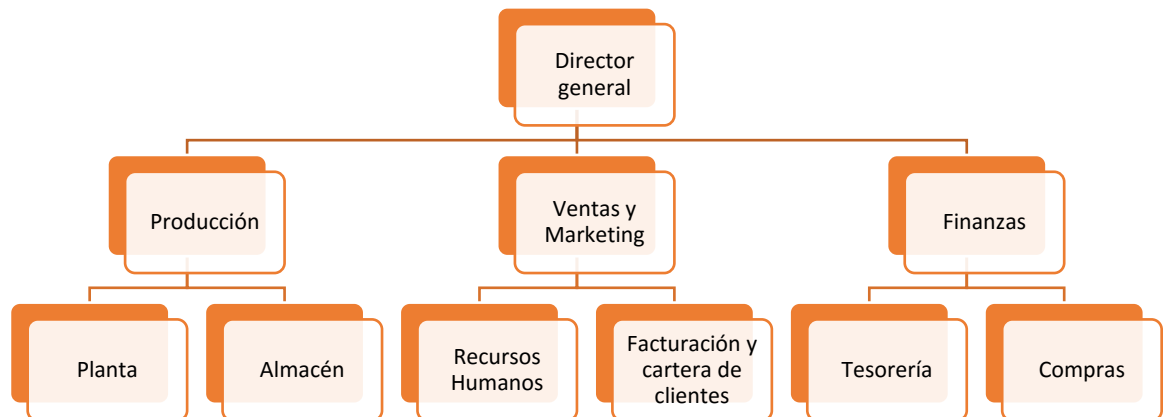 Director
general
Producción
Ventas y
Marketing
Finanzas
Planta
Almacén
Recursos
Humanos
Facturación y
cartera de
clientes
Tesorería
Compras